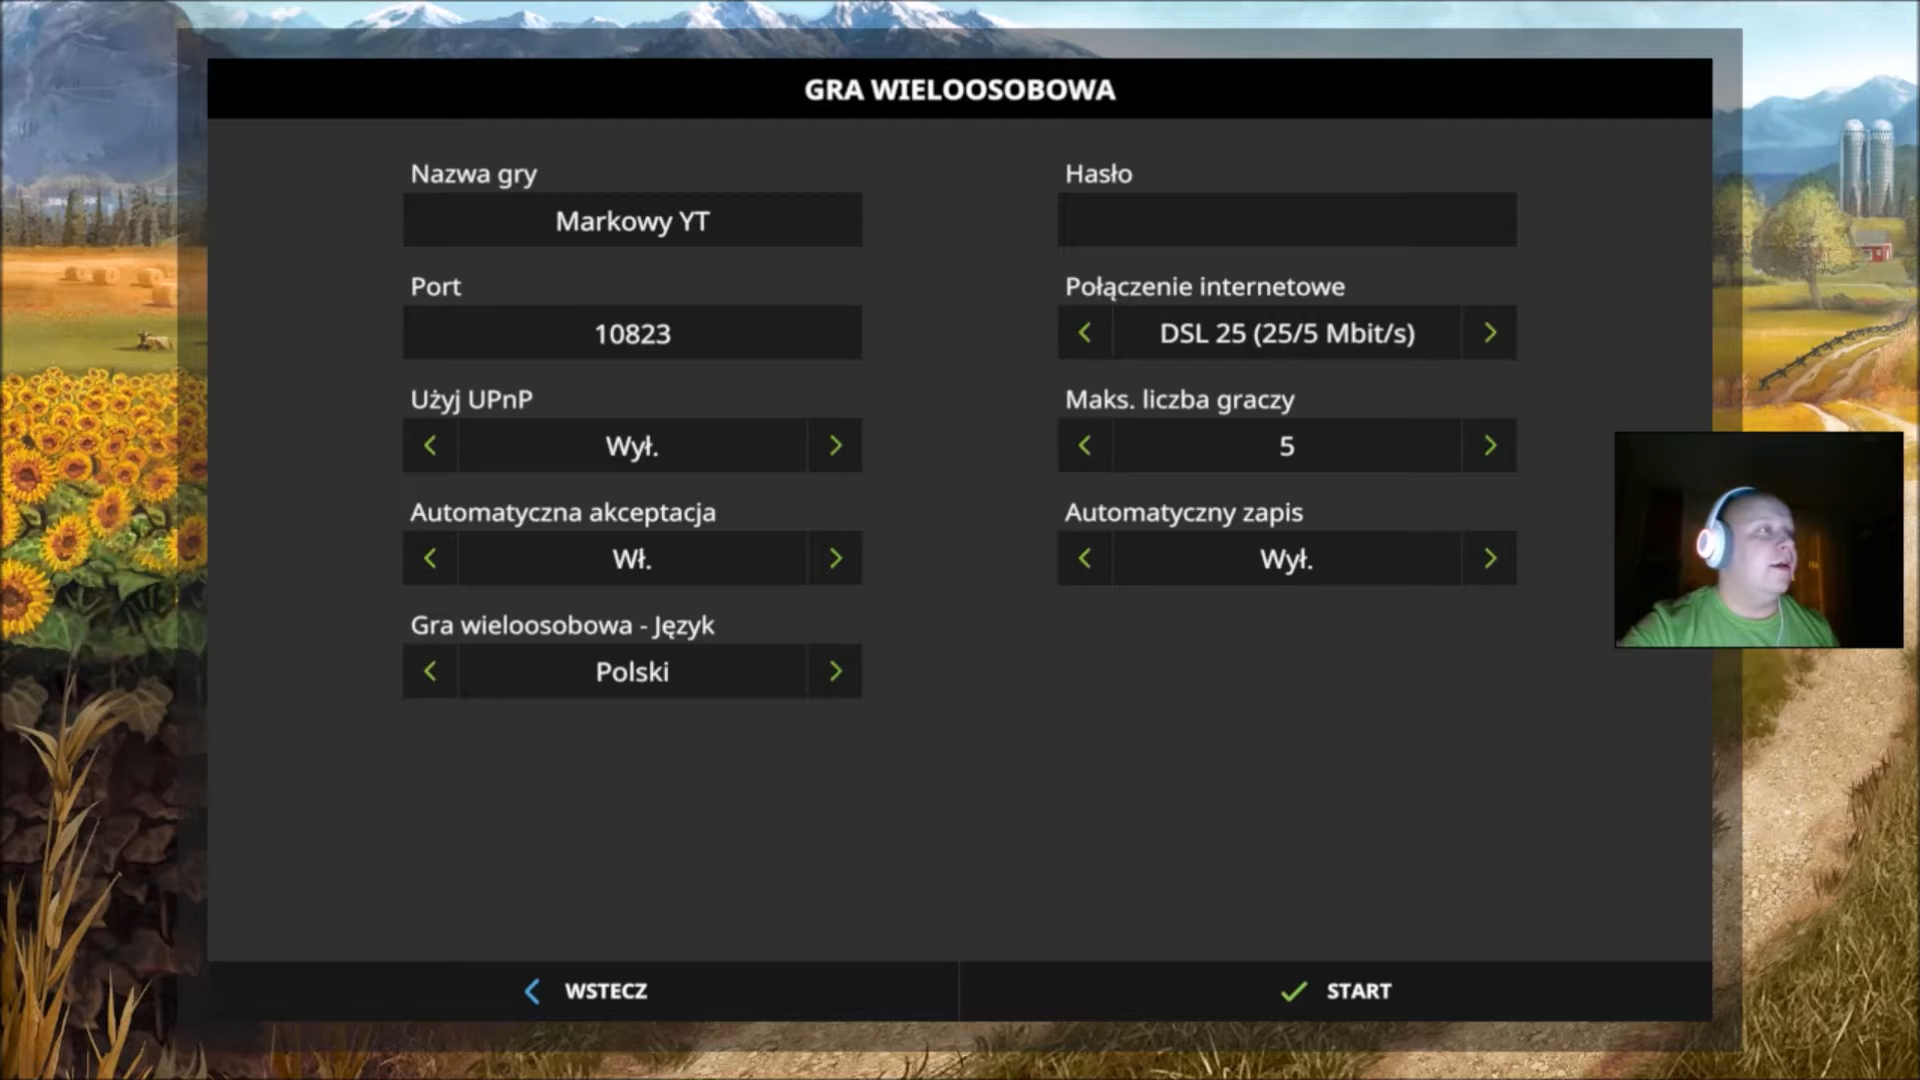 GRA WIELOOSOBOWA
Nazwa gry
Markowy YT
Hasło
Port
10823
Połączenie internetowe
DSL 25 (25/5 Mbit/s)
Użyj UPnP
Wył.
Maks. liczba graczy
5
Automatyczna akceptacja
Wł.
Automatyczny zapis
Wył.
Gra wieloosobowa - Język
Polski
WSTECZ
START